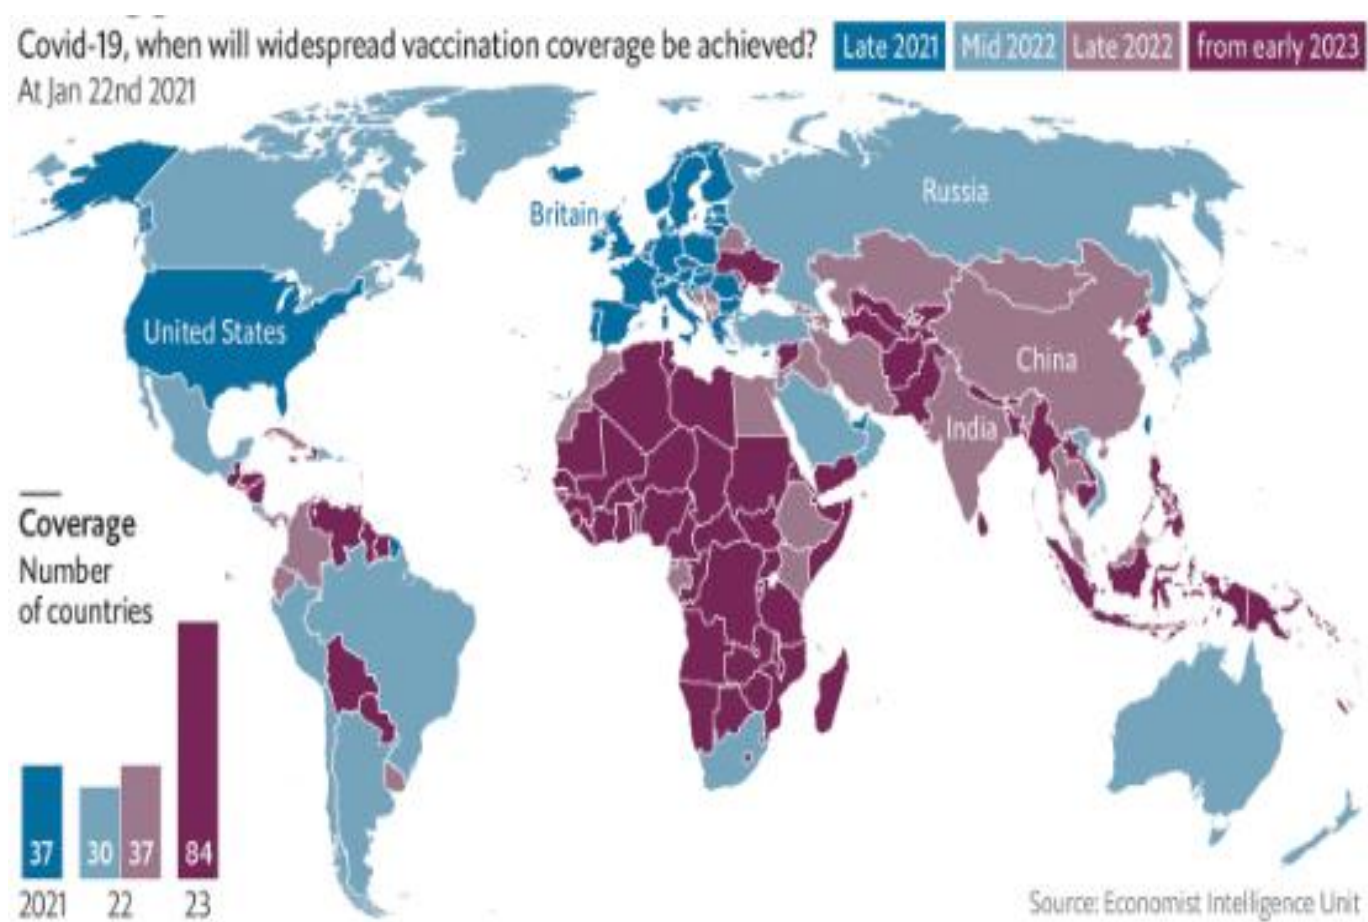 Covid-19, when will widespread vaccination coverage be achieved?
Late 2021
Mid 2022
Late 2022
from early 2023
At Jan 22nd 2021
Russia
Britain
United States
China
India
Coverage
Number
of countries
37
30
37
84
2021
22
23
Source: Economist Intelligence Unit